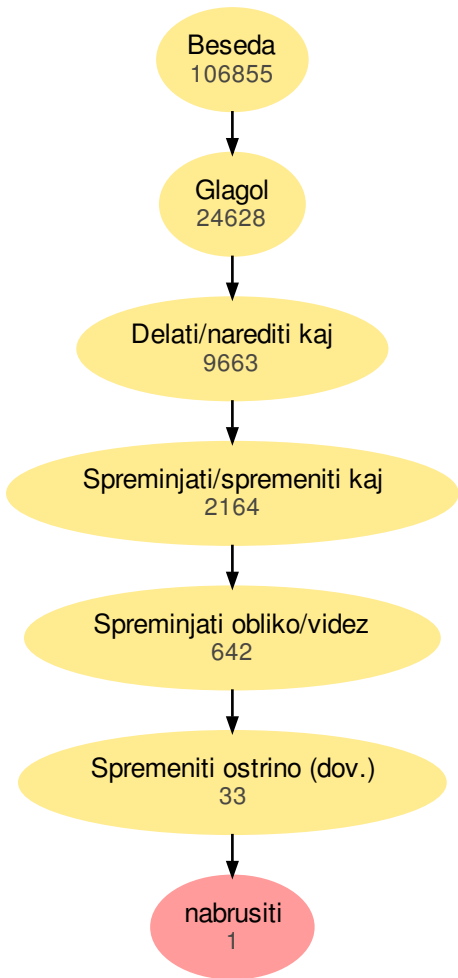 Beseda
106855
Glagol
24628
Delati/narediti kaj
9663
Spreminjati/spremeniti kaj
2164
Spreminjati obliko/videz
642
Spremeniti ostrino (dov.)
33
nabrusiti
1